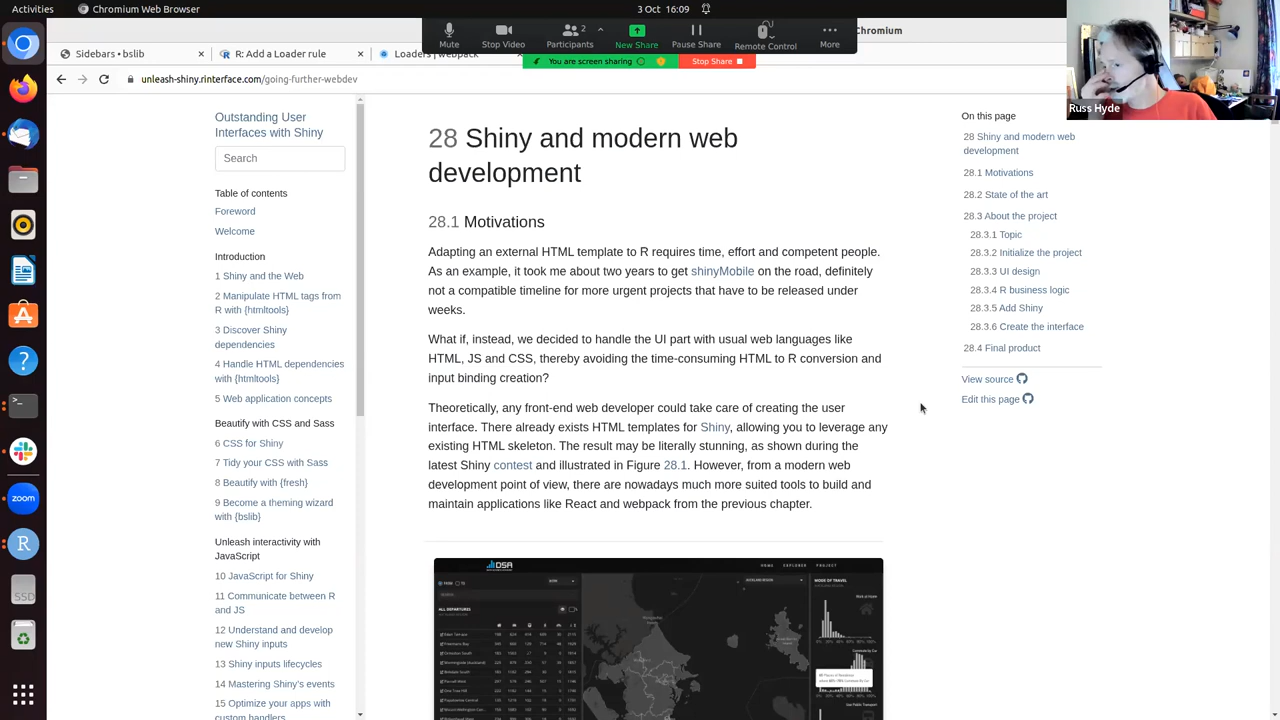 3 Oct 16:09
Mute
Stop Video
Participants
2
New Share
Pause Share
Remote Control
More
Chromium
You are screen sharing
Stop Share
Russ Hyde
Sidebars • bslib
R: Add a Loader rule
Loaders | webpack
unleash-shiny.rinterface.com/going-further-webdev
Outstanding User
Interfaces with Shiny
Search
Table of contents
Foreword
Welcome
Introduction
1 Shiny and the Web
2 Manipulate HTML tags from
R with {htmltools}
3 Discover Shiny
dependencies
4 Handle HTML dependencies
with {htmltools}
5 Web application concepts
Beautify with CSS and Sass
6 CSS for Shiny
7 Tidy your CSS with Sass
8 Beautify with {fresh}
9 Become a theming wizard
with {bslib}
Unleash interactivity with
JavaScript
10 JavaScript for Shiny
11 Communicate between R
and JS
12 Understand and develop
new Shiny inputs
13 Shiny inputs lifecycles
14 Mastering Shiny's events
15 Optimize your apps with
custom handlers
28 Shiny and modern web
development
28.1 Motivations
Adapting an external HTML template to R requires time, effort and competent people.
As an example, it took me about two years to get shinyMobile on the road, definitely
not a compatible timeline for more urgent projects that have to be released under
weeks.
What if, instead, we decided to handle the UI part with usual web languages like
HTML, JS and CSS, thereby avoiding the time-consuming HTML to R conversion and
input binding creation?
Theoretically, any front-end web developer could take care of creating the user
interface. There already exists HTML templates for Shiny, allowing you to leverage any
existing HTML skeleton. The result may be literally stunning, as shown during the
latest Shiny contest and illustrated in Figure 28.1. However, from a modern web
development point of view, there are nowadays much more suited tools to build and
maintain applications like React and webpack from the previous chapter.
DSA
HOME EXPLORER PROJECT
ALL DEPARTURES
MODE OF TRAVEL
Work at Home
Use Public Transport
On this page
28 Shiny and modern web
development
28.1 Motivations
28.2 State of the art
28.3 About the project
28.3.1 Topic
28.3.2 Initialize the project
28.3.3 UI design
28.3.4 R business logic
28.3.5 Add Shiny
28.3.6 Create the interface
28.4 Final product
View source
Edit this page
zoom